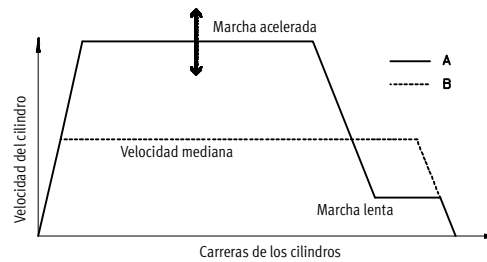 Marcha acelerada
A
B
Velocidad del cilindro
Velocidad mediana
Marcha lenta
Carreras de los cilindros